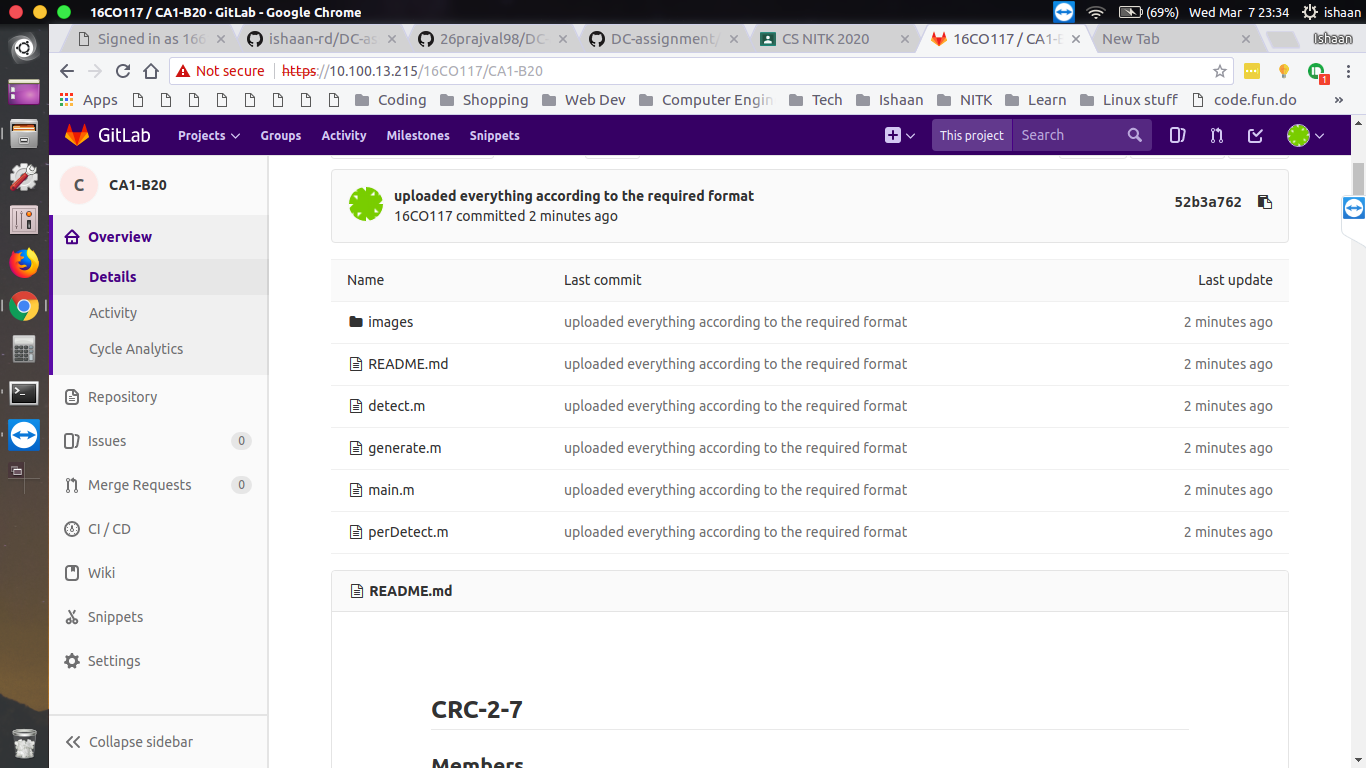 16CO117 / CA1-B20 · GitLab - Google Chrome (69%) Wed Mar 7 23:34 ishaan
Signed in as 166 ishaan-rd/DC-as 26prajval98/DC- DC-assignment/ CS NITK 2020 16CO117 / CA1-B New Tab Ishaan
Not secure https://10.100.13.215/16CO117/CA1-B20 1
Apps Coding Shopping Web Dev Computer Engin Tech Ishaan NITK Learn Linux stuff code.fun.do »
GitLab Projects Groups Activity Milestones Snippets This project Search
C CA1-B20
Overview
Details
Activity
Cycle Analytics
Repository
Issues 0
Merge Requests 0
CI / CD
Wiki
Snippets
Settings
Collapse sidebar
uploaded everything according to the required format
16CO117 committed 2 minutes ago
52b3a762
Name Last commit Last update
images uploaded everything according to the required format 2 minutes ago
README.md uploaded everything according to the required format 2 minutes ago
detect.m uploaded everything according to the required format 2 minutes ago
generate.m uploaded everything according to the required format 2 minutes ago
main.m uploaded everything according to the required format 2 minutes ago
perDetect.m uploaded everything according to the required format 2 minutes ago
README.md
CRC-2-7
Members